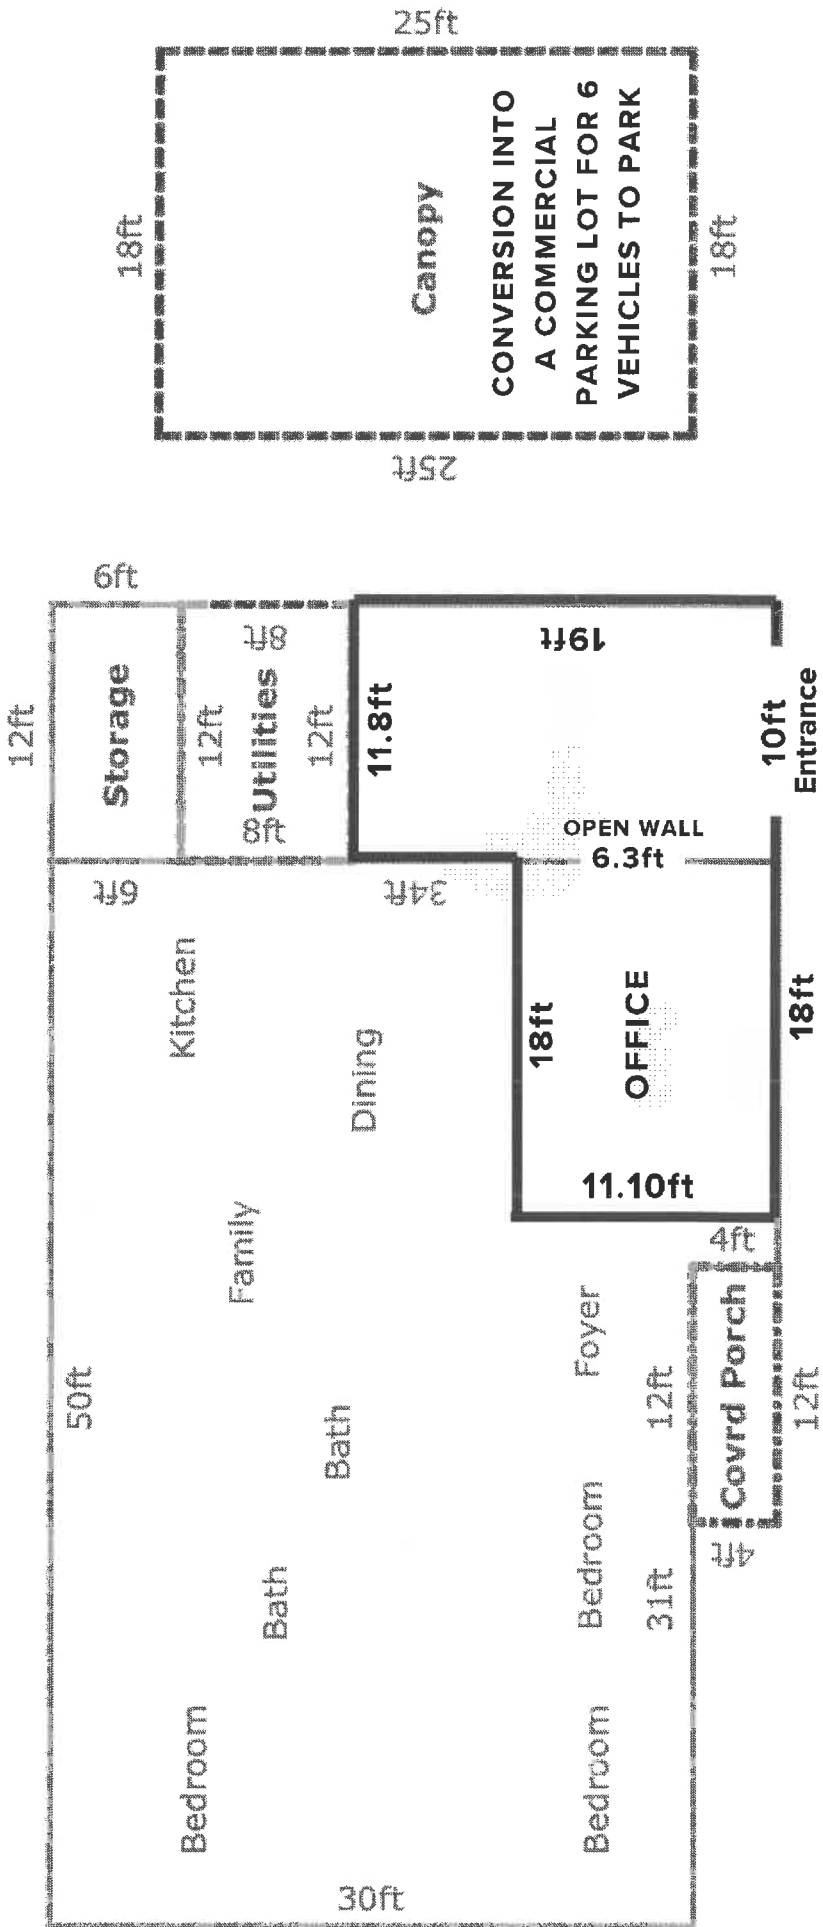 25ft
18ft
Canopy
CONVERSION INTO
A COMMERCIAL
PARKING LOT FOR 6
VEHICLES TO PARK
18ft
25ft
6ft
12ft
Storage
12ft
8ft
Utilities
8ft
12ft
6ft
34ft
11.8ft
19ft
10ft
Entrance
OPEN WALL
6.3ft
Kitchen
Dining
18ft
OFFICE
18ft
11.10ft
Family
4ft
Foyer
12ft
Covrd Porch
12ft
4ft
50ft
Bath
Bath
Bedroom
31ft
Bedroom
Bedroom
30ft